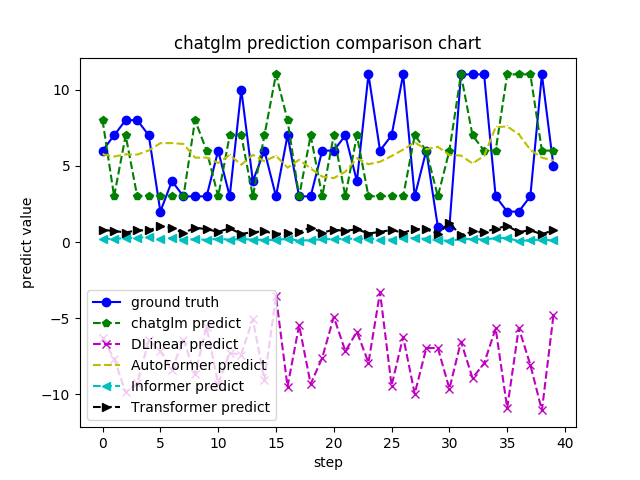 chatglm prediction comparison chart
predict value
10
5
0
−5
−10
ground truth
chatglm predict
DLinear predict
AutoFormer predict
Informer predict
Transformer predict
0 5 10 15 20 25 30 35 40
step